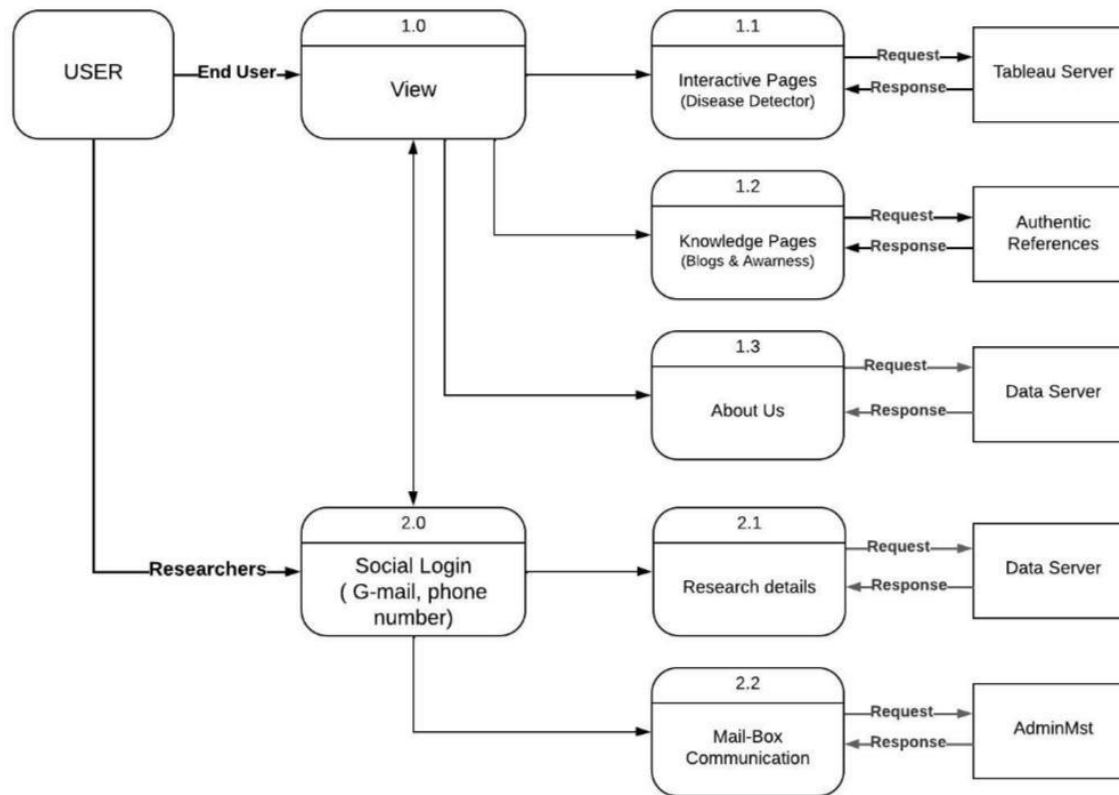 USER
End User
1.0
View
1.1
Interactive Pages
(Disease Detector)
Request
Response
Tableau Server
1.2
Knowledge Pages
(Blogs & Awarness)
Request
Response
Authentic
References
1.3
About Us
Request
Response
Data Server
Researchers
2.0
Social Login
( G-mail, phone
number)
2.1
Research details
Request
Response
Data Server
2.2
Mail-Box
Communication
Request
Response
AdminMst